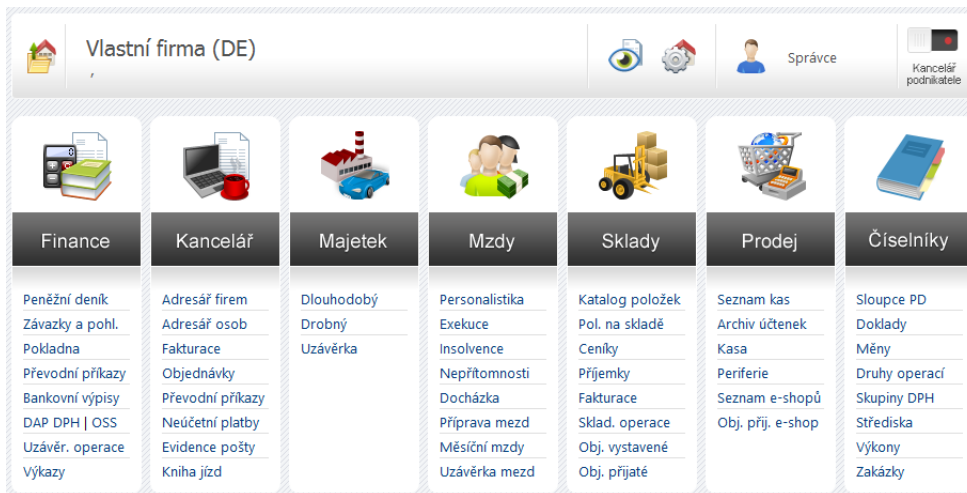 Vlastní firma (DE)
,
Správce
Kancelář
podnikatele
Finance
Peněžní deník
Závazky a pohl.
Pokladna
Převodní příkazy
Bankovní výpisy
DAP DPH | OSS
Uzávěr. operace
Výkazy
Kancelář
Adresář firem
Adresář osob
Fakturace
Objednávky
Převodní příkazy
Neúčetní platby
Evidence pošty
Kniha jízd
Majetek
Dlouhodobý
Drobný
Uzávěrka
Mzdy
Personalistika
Exekuce
Insolvence
Nepřítomnosti
Docházka
Příprava mezd
Měsíční mzdy
Uzávěrka mezd
Sklady
Katalog položek
Pol. na skladě
Ceníky
Příjemky
Fakturace
Sklad. operace
Obj. vystavené
Obj. přijaté
Prodej
Seznam kas
Archiv účtenek
Kasa
Periferie
Seznam e-shopů
Obj. přij. e-shop
Číselníky
Sloupce PD
Doklady
Měny
Druhy operací
Skupiny DPH
Střediska
Výkony
Zakázky